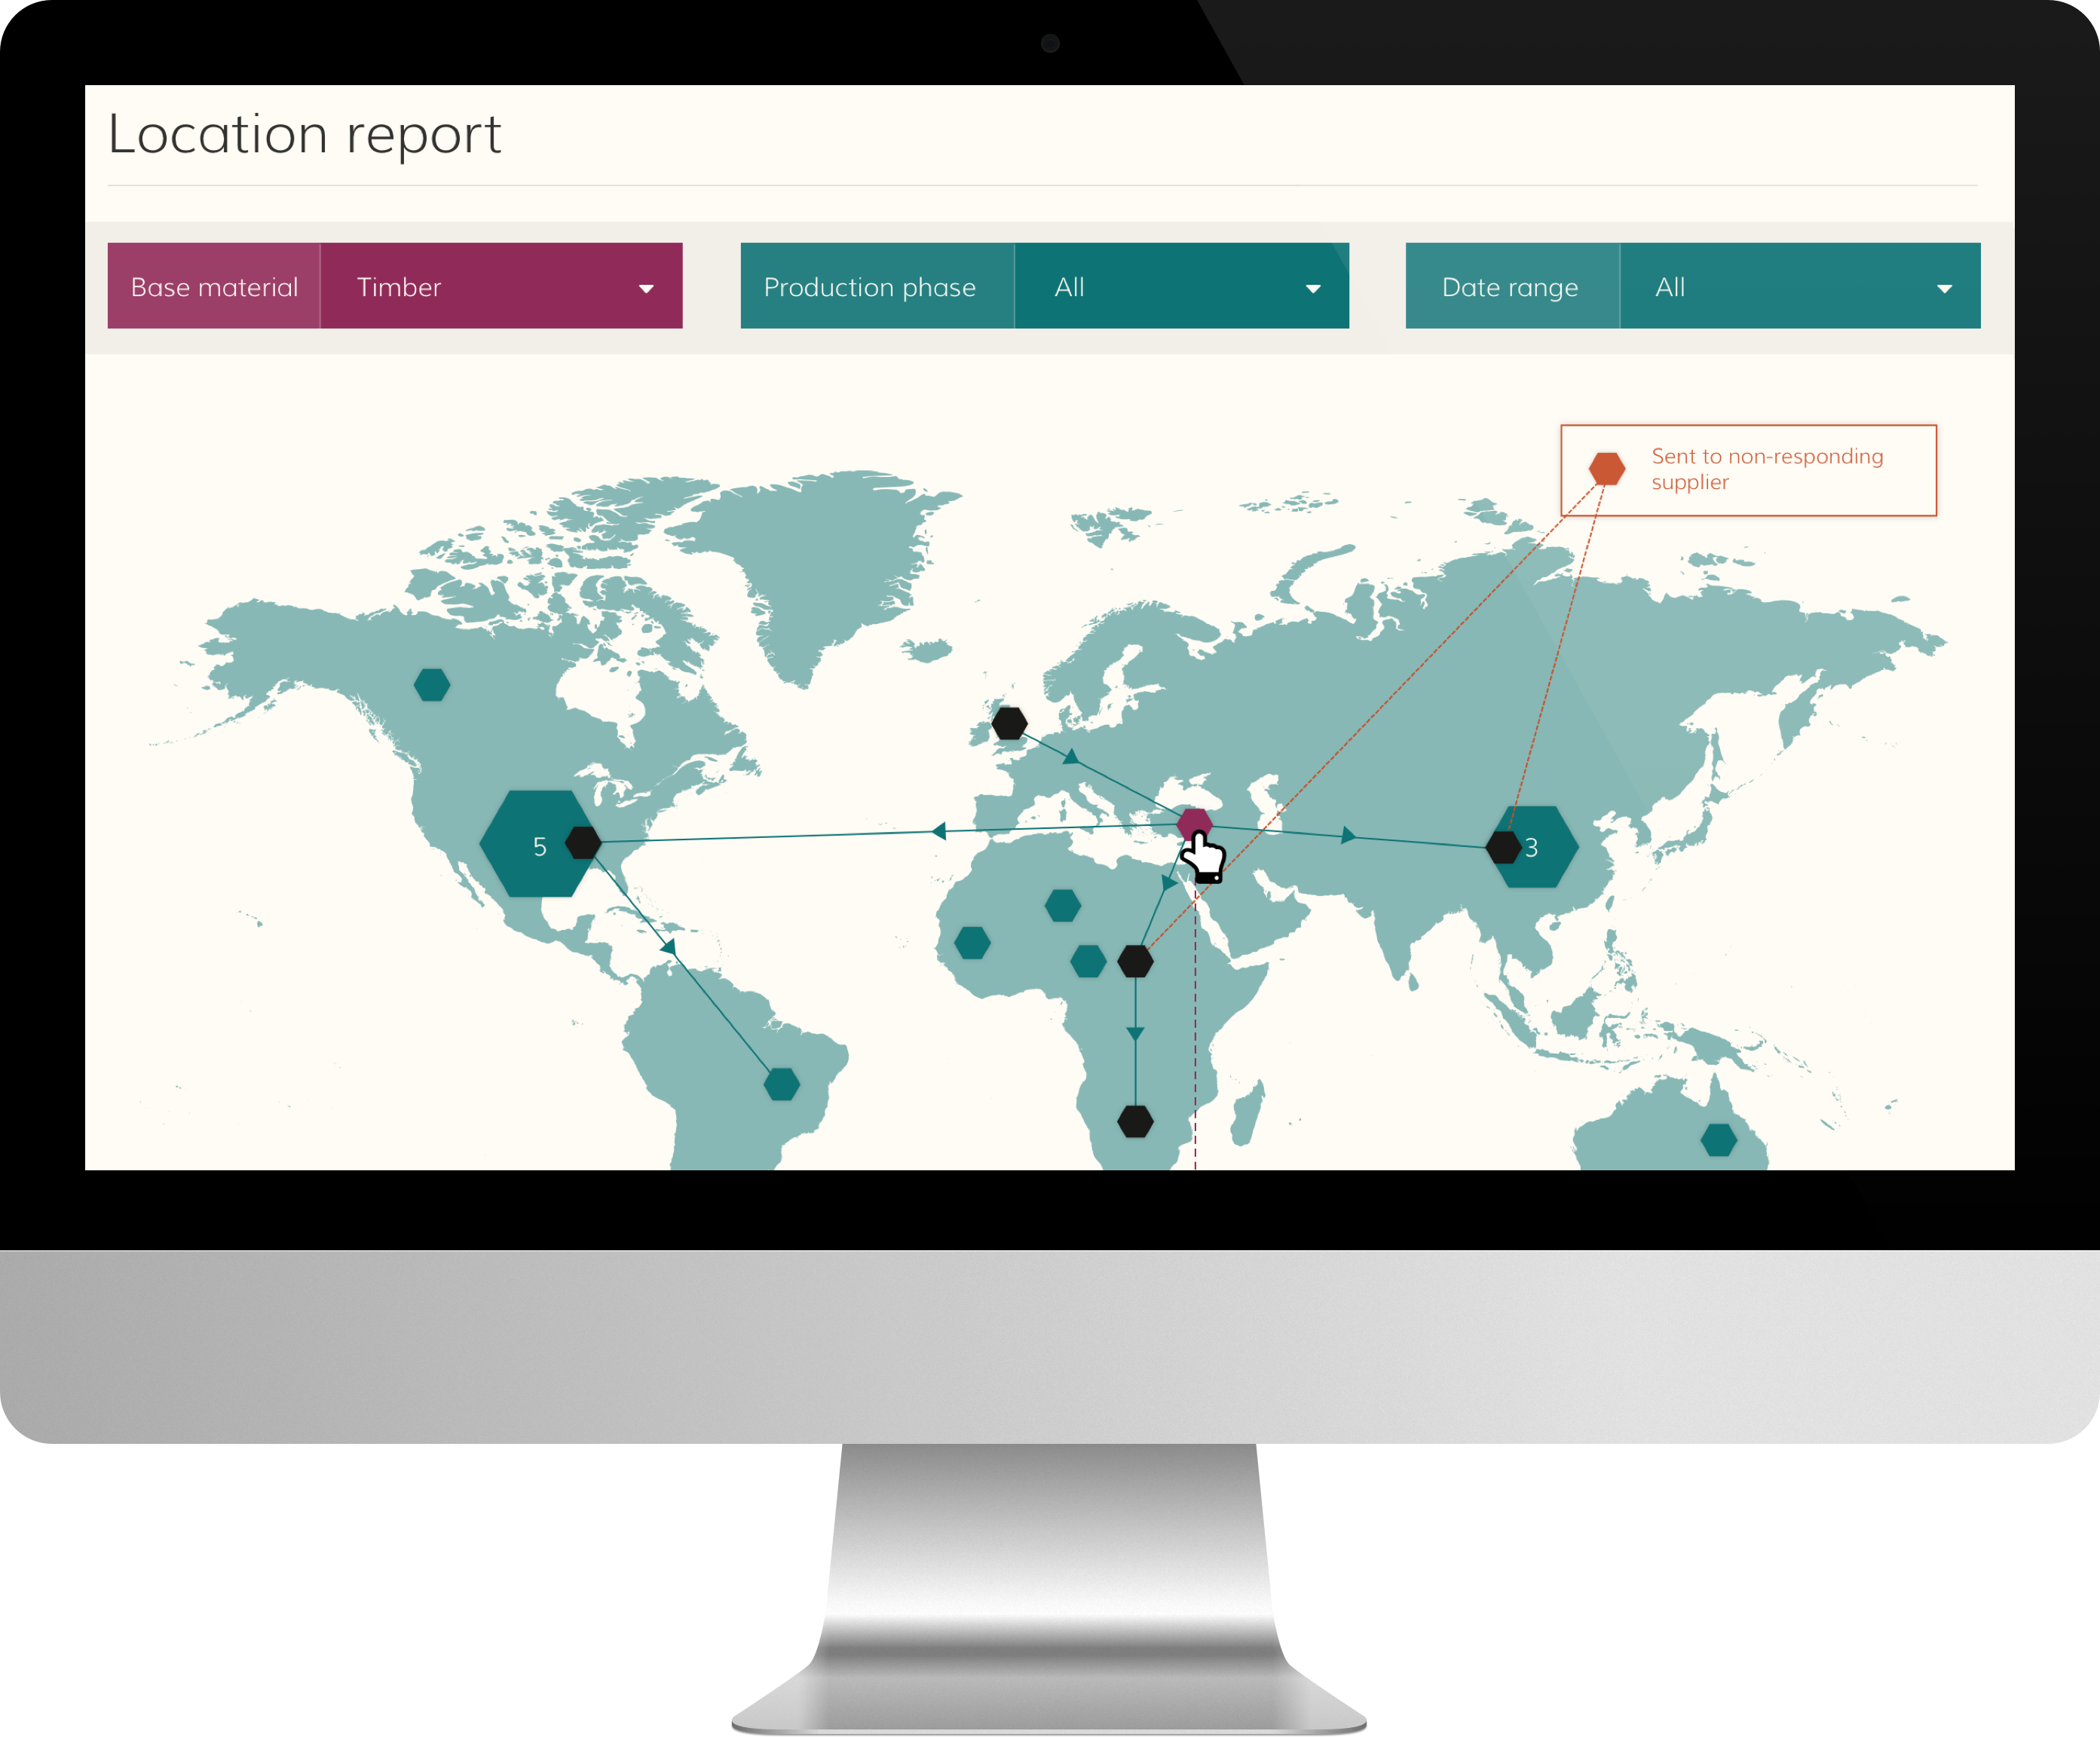 Location report
Base material
Timber
Production phase
All
Date range
All
Sent to non-responding
supplier
5
3